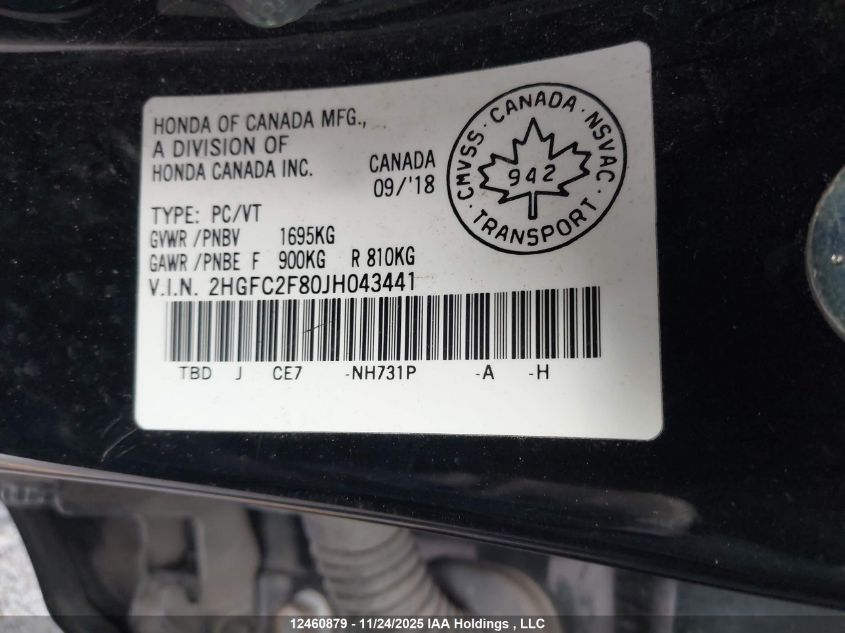 HONDA OF CANADA MFG.,
A DIVISION OF
HONDA CANADA INC.
CANADA
09/'18
TYPE: PC/VT
GVWR /PNBV 1695KG
GAWR /PNBE F 900KG R 810KG
V.I.N. 2HGFC2F80JH043441
TBD J CE7 -NH731P -A -H
CMVSS · CANADA · NSVAC · TRANSPORT ·
942
12460879 - 11/24/2025 IAA Holdings , LLC